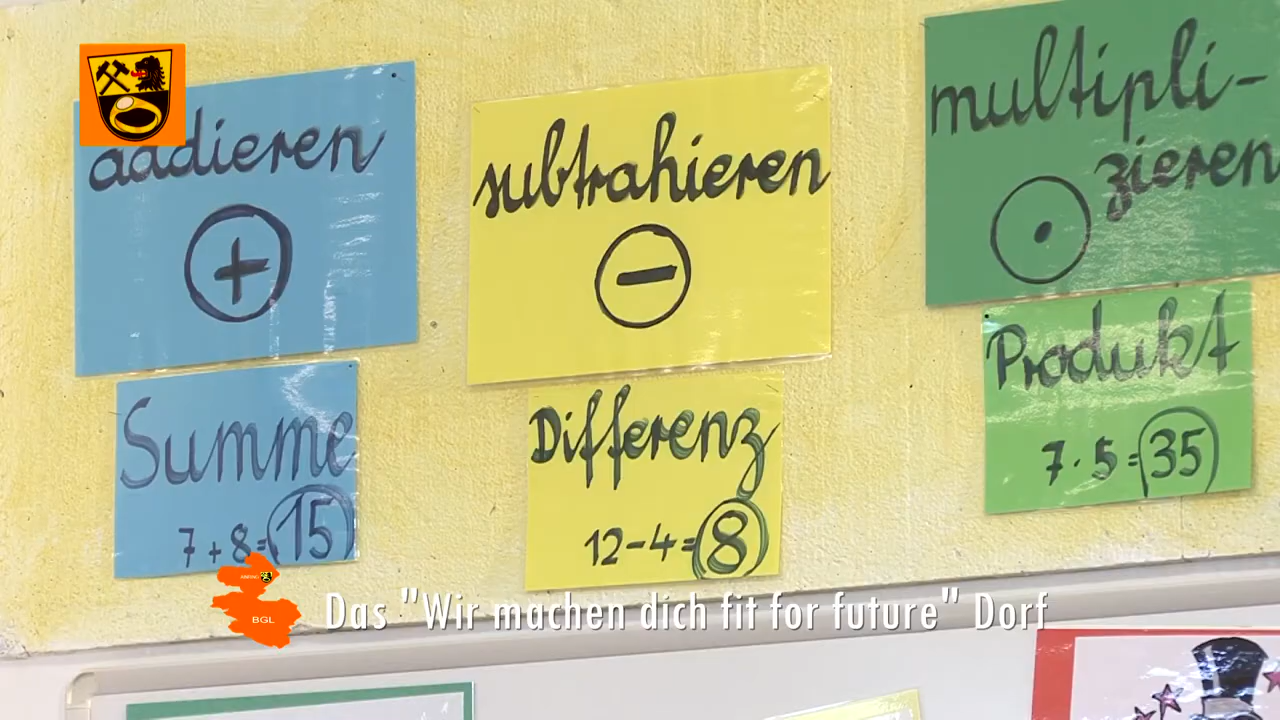 addieren
+
subtrahieren
−
multipli-
zieren
·
Summe
7+8=15
Differenz
12-4=8
Produkt
7·5=35
BGL
Das "Wir machen dich fit for future" Dorf